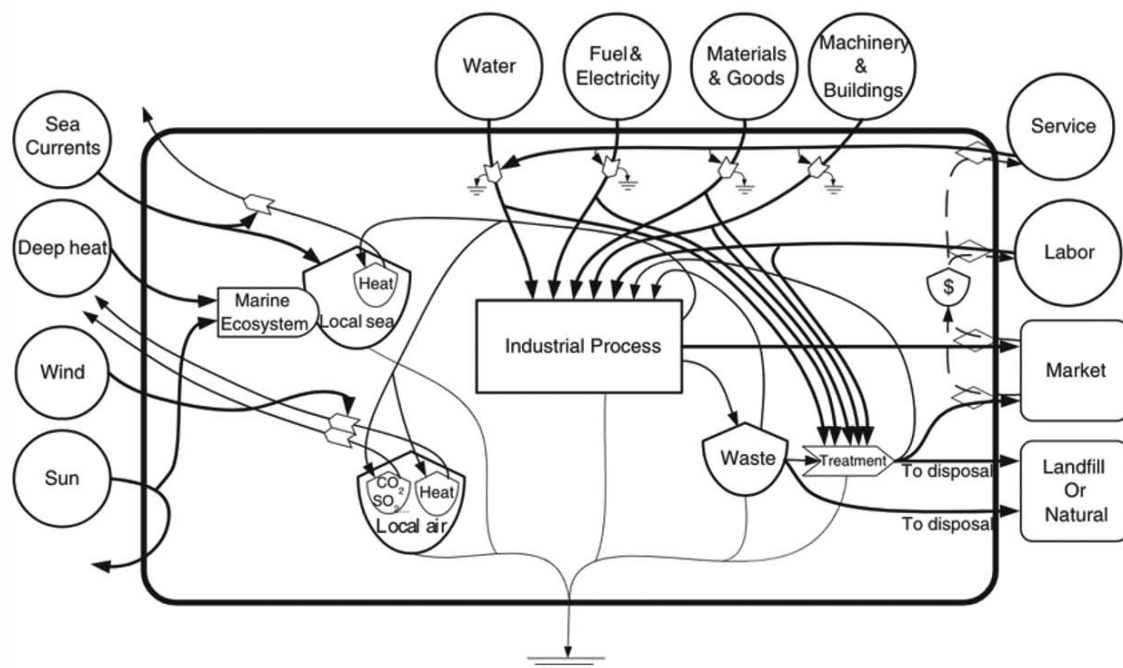 Water
Fuel &
Electricity
Materials
& Goods
Machinery
&
Buildings
Service
Sea
Currents
Deep heat
Labor
Heat
$
Marine
Ecosystem
Local sea
Industrial Process
Wind
Market
Sun
Waste
Treatment
CO2
SO2...
Heat
Local air
To disposal
Landfill
Or
Natural
To disposal